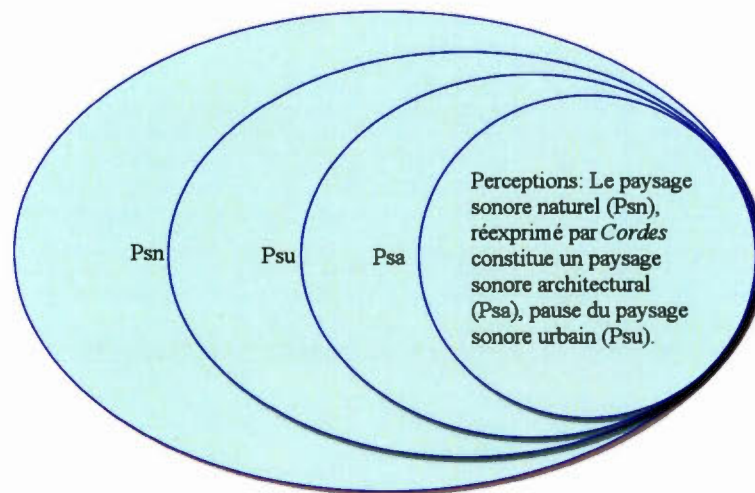 Perceptions: Le paysage
sonore naturel (Psn),
réexprimé par Cordes
constitue un paysage
sonore architectural
(Psa), pause du paysage
sonore urbain (Psu).
Psn
Psu
Psa